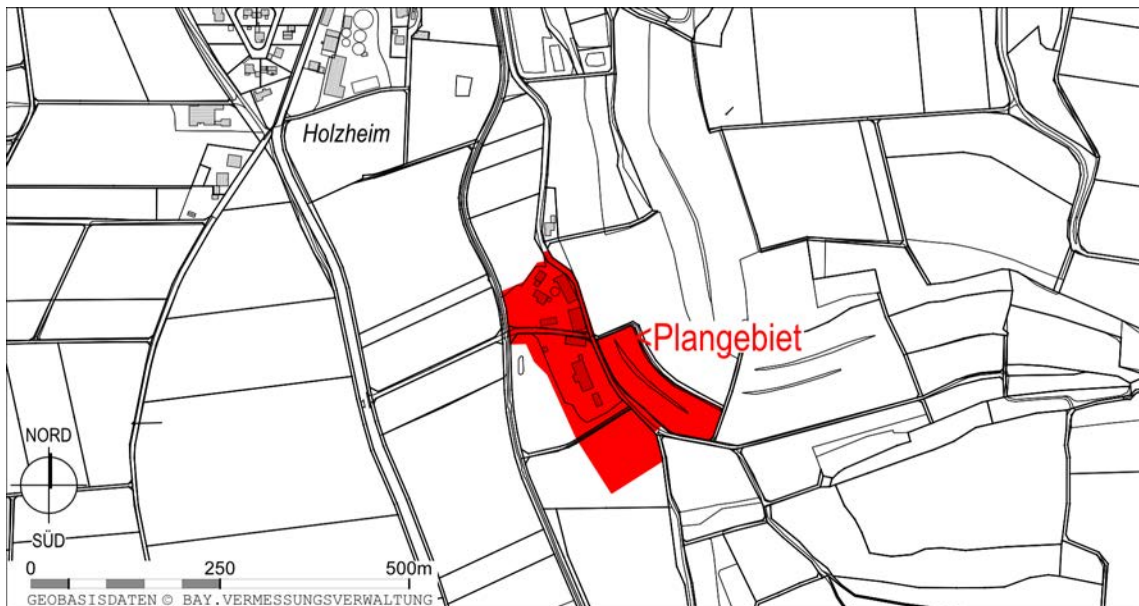 Holzheim
<Plangebiet
NORD
SÜD
0 250 500m
GEOBASISDATEN © BAY.VERMESSUNGSVERWALTUNG